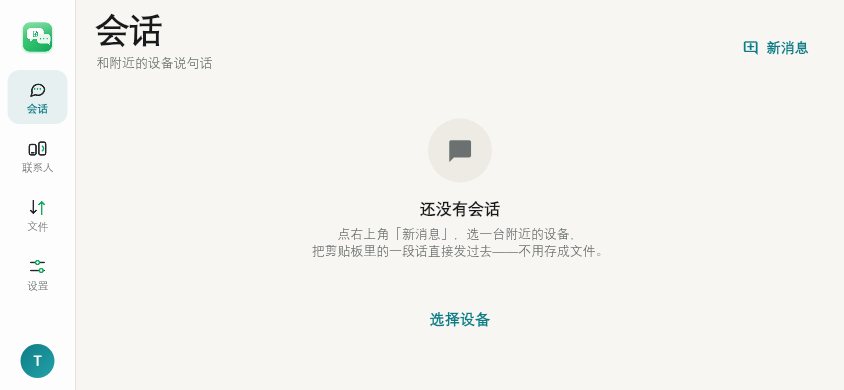 会话
和附近的设备说句话
新消息
会话
联系人
文件
设置
T
还没有会话
点右上角「新消息」，选一台附近的设备，
把剪贴板里的一段话直接发过去——不用存成文件。
选择设备